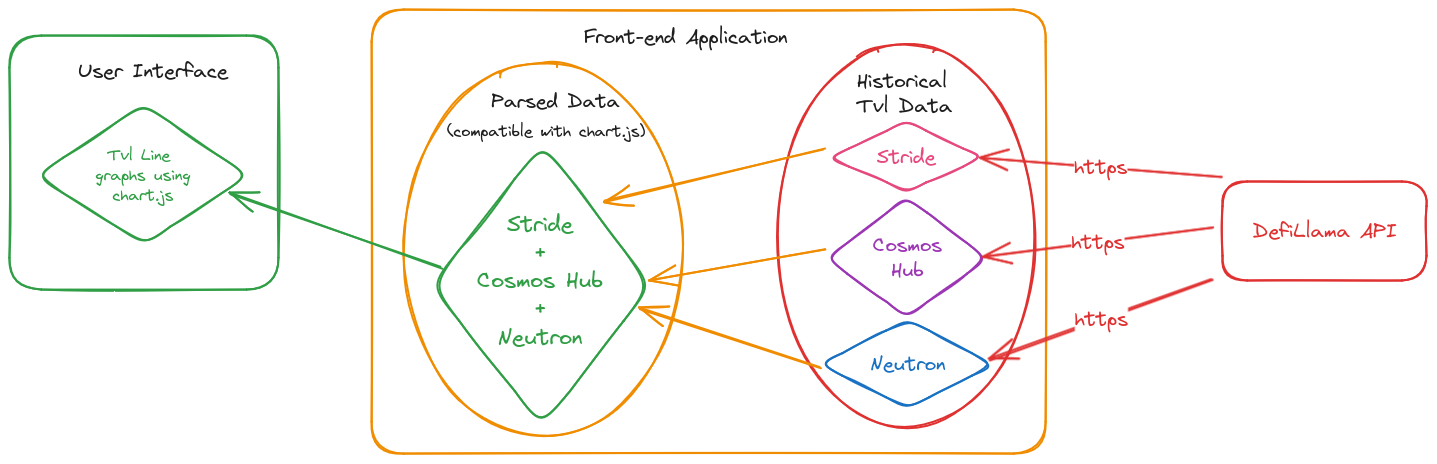 Front-end Application
User Interface
Tvl Line
graphs using
chart.js
Parsed Data
(compatible with chart.js)
Stride
+
Cosmos Hub
+
Neutron
Historical
Tvl Data
Stride
Cosmos
Hub
Neutron
https
https
https
DefiLlama API